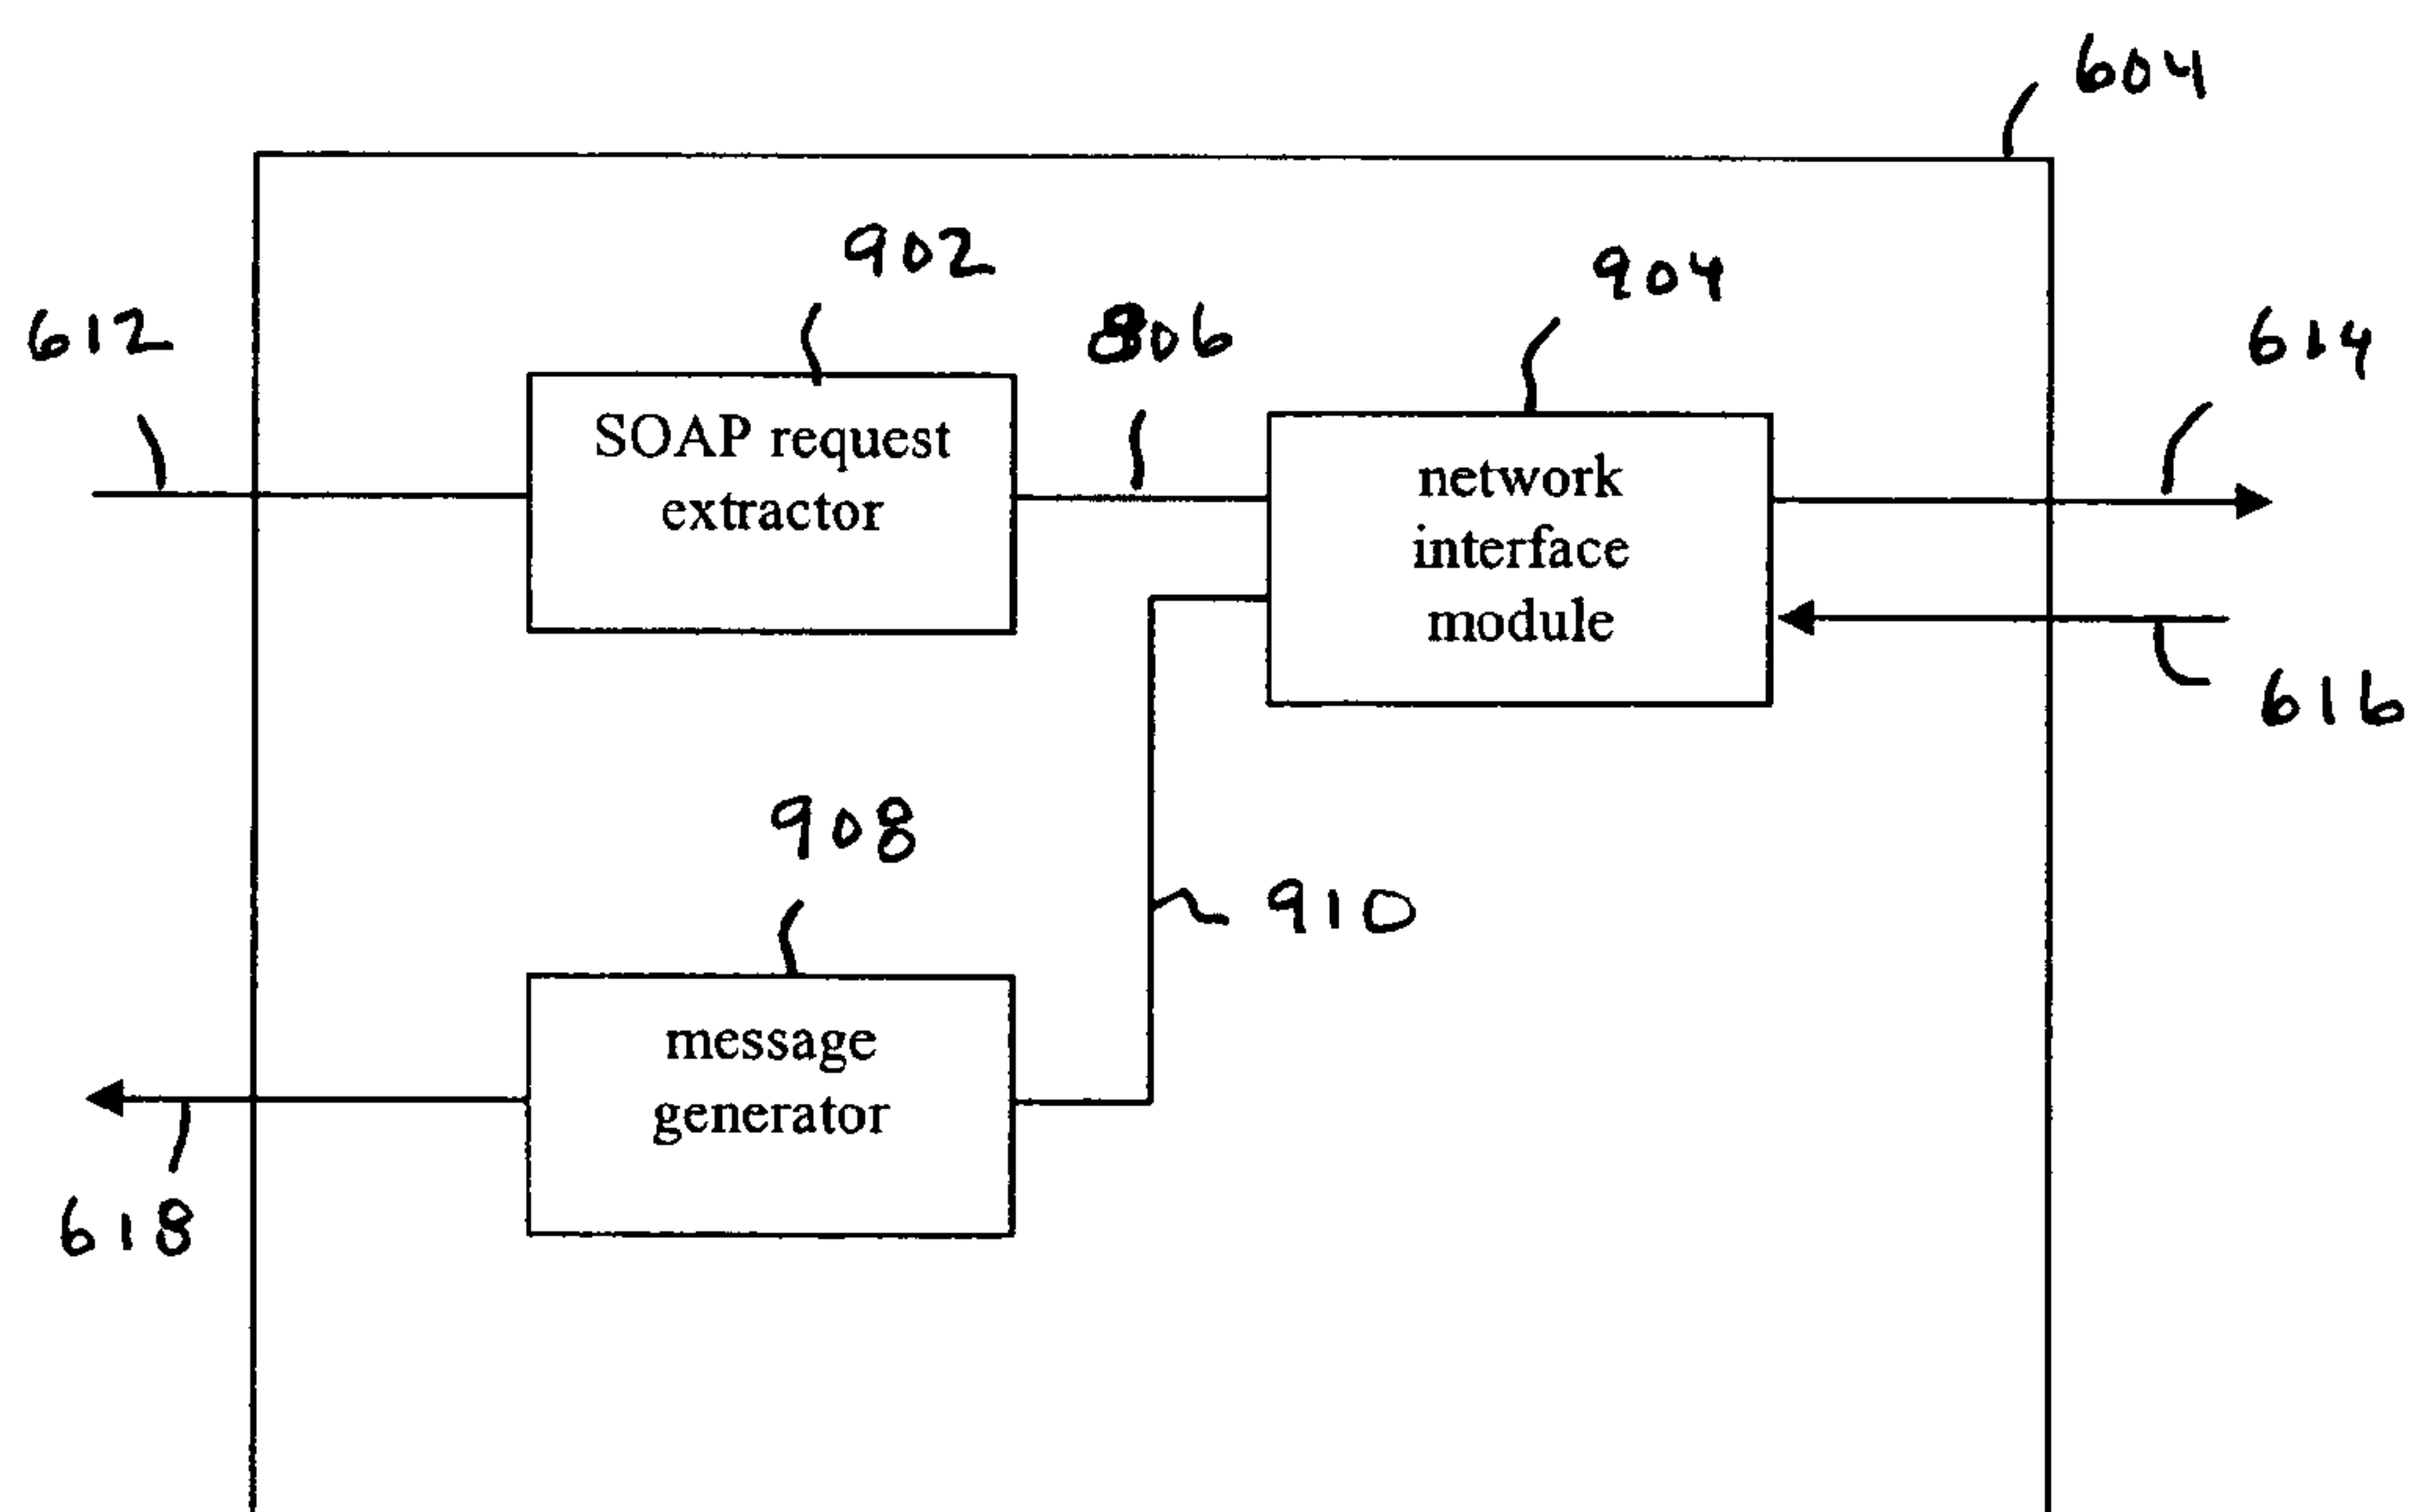 604
902
904
612
806
614
SOAP request
extractor
network
interface
module
616
908
910
message
generator
618